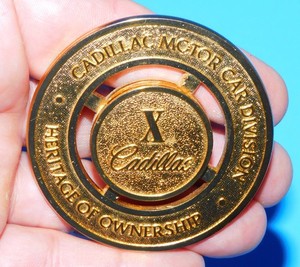 CADILLAC MOTOR CAR DIVISION
X
Cadillac
HERITAGE OF OWNERSHIP